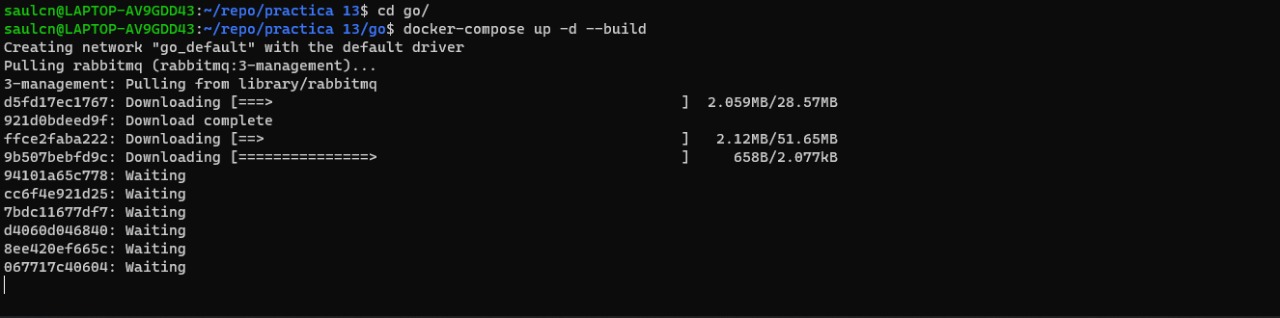 saulcn@LAPTOP-AV9GDD43:~/repo/practica 13$ cd go/
saulcn@LAPTOP-AV9GDD43:~/repo/practica 13/go$ docker-compose up -d --build
Creating network "go_default" with the default driver
Pulling rabbitmq (rabbitmq:3-management)...
3-management: Pulling from library/rabbitmq
d5fd17ec1767: Downloading [===>                                               ]  2.059MB/28.57MB
921d0bdeed9f: Download complete
ffce2faba222: Downloading [==>                                                ]   2.12MB/51.65MB
9b507bebfd9c: Downloading [===============>                                   ]     658B/2.077kB
94101a65c778: Waiting
cc6f4e921d25: Waiting
7bdc11677df7: Waiting
d4060d046840: Waiting
8ee420ef665c: Waiting
067717c40604: Waiting